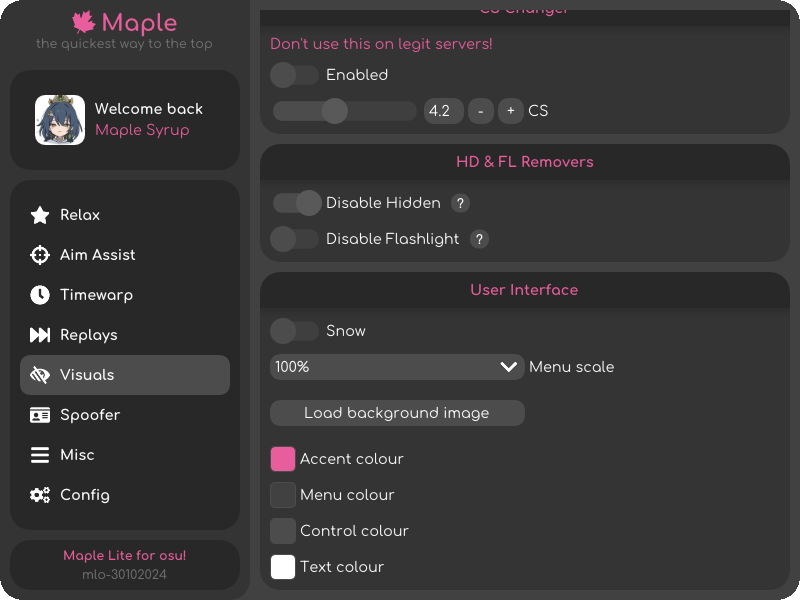 Maple
the quickest way to the top
Welcome back
Maple Syrup
Relax
Aim Assist
Timewarp
Replays
Visuals
Spoofer
Misc
Config
Maple Lite for osu!
mlo-30102024
CS Changer
Don't use this on legit servers!
Enabled
4.2 - + CS
HD & FL Removers
Disable Hidden ?
Disable Flashlight ?
User Interface
Snow
100% Menu scale
Load background image
Accent colour
Menu colour
Control colour
Text colour